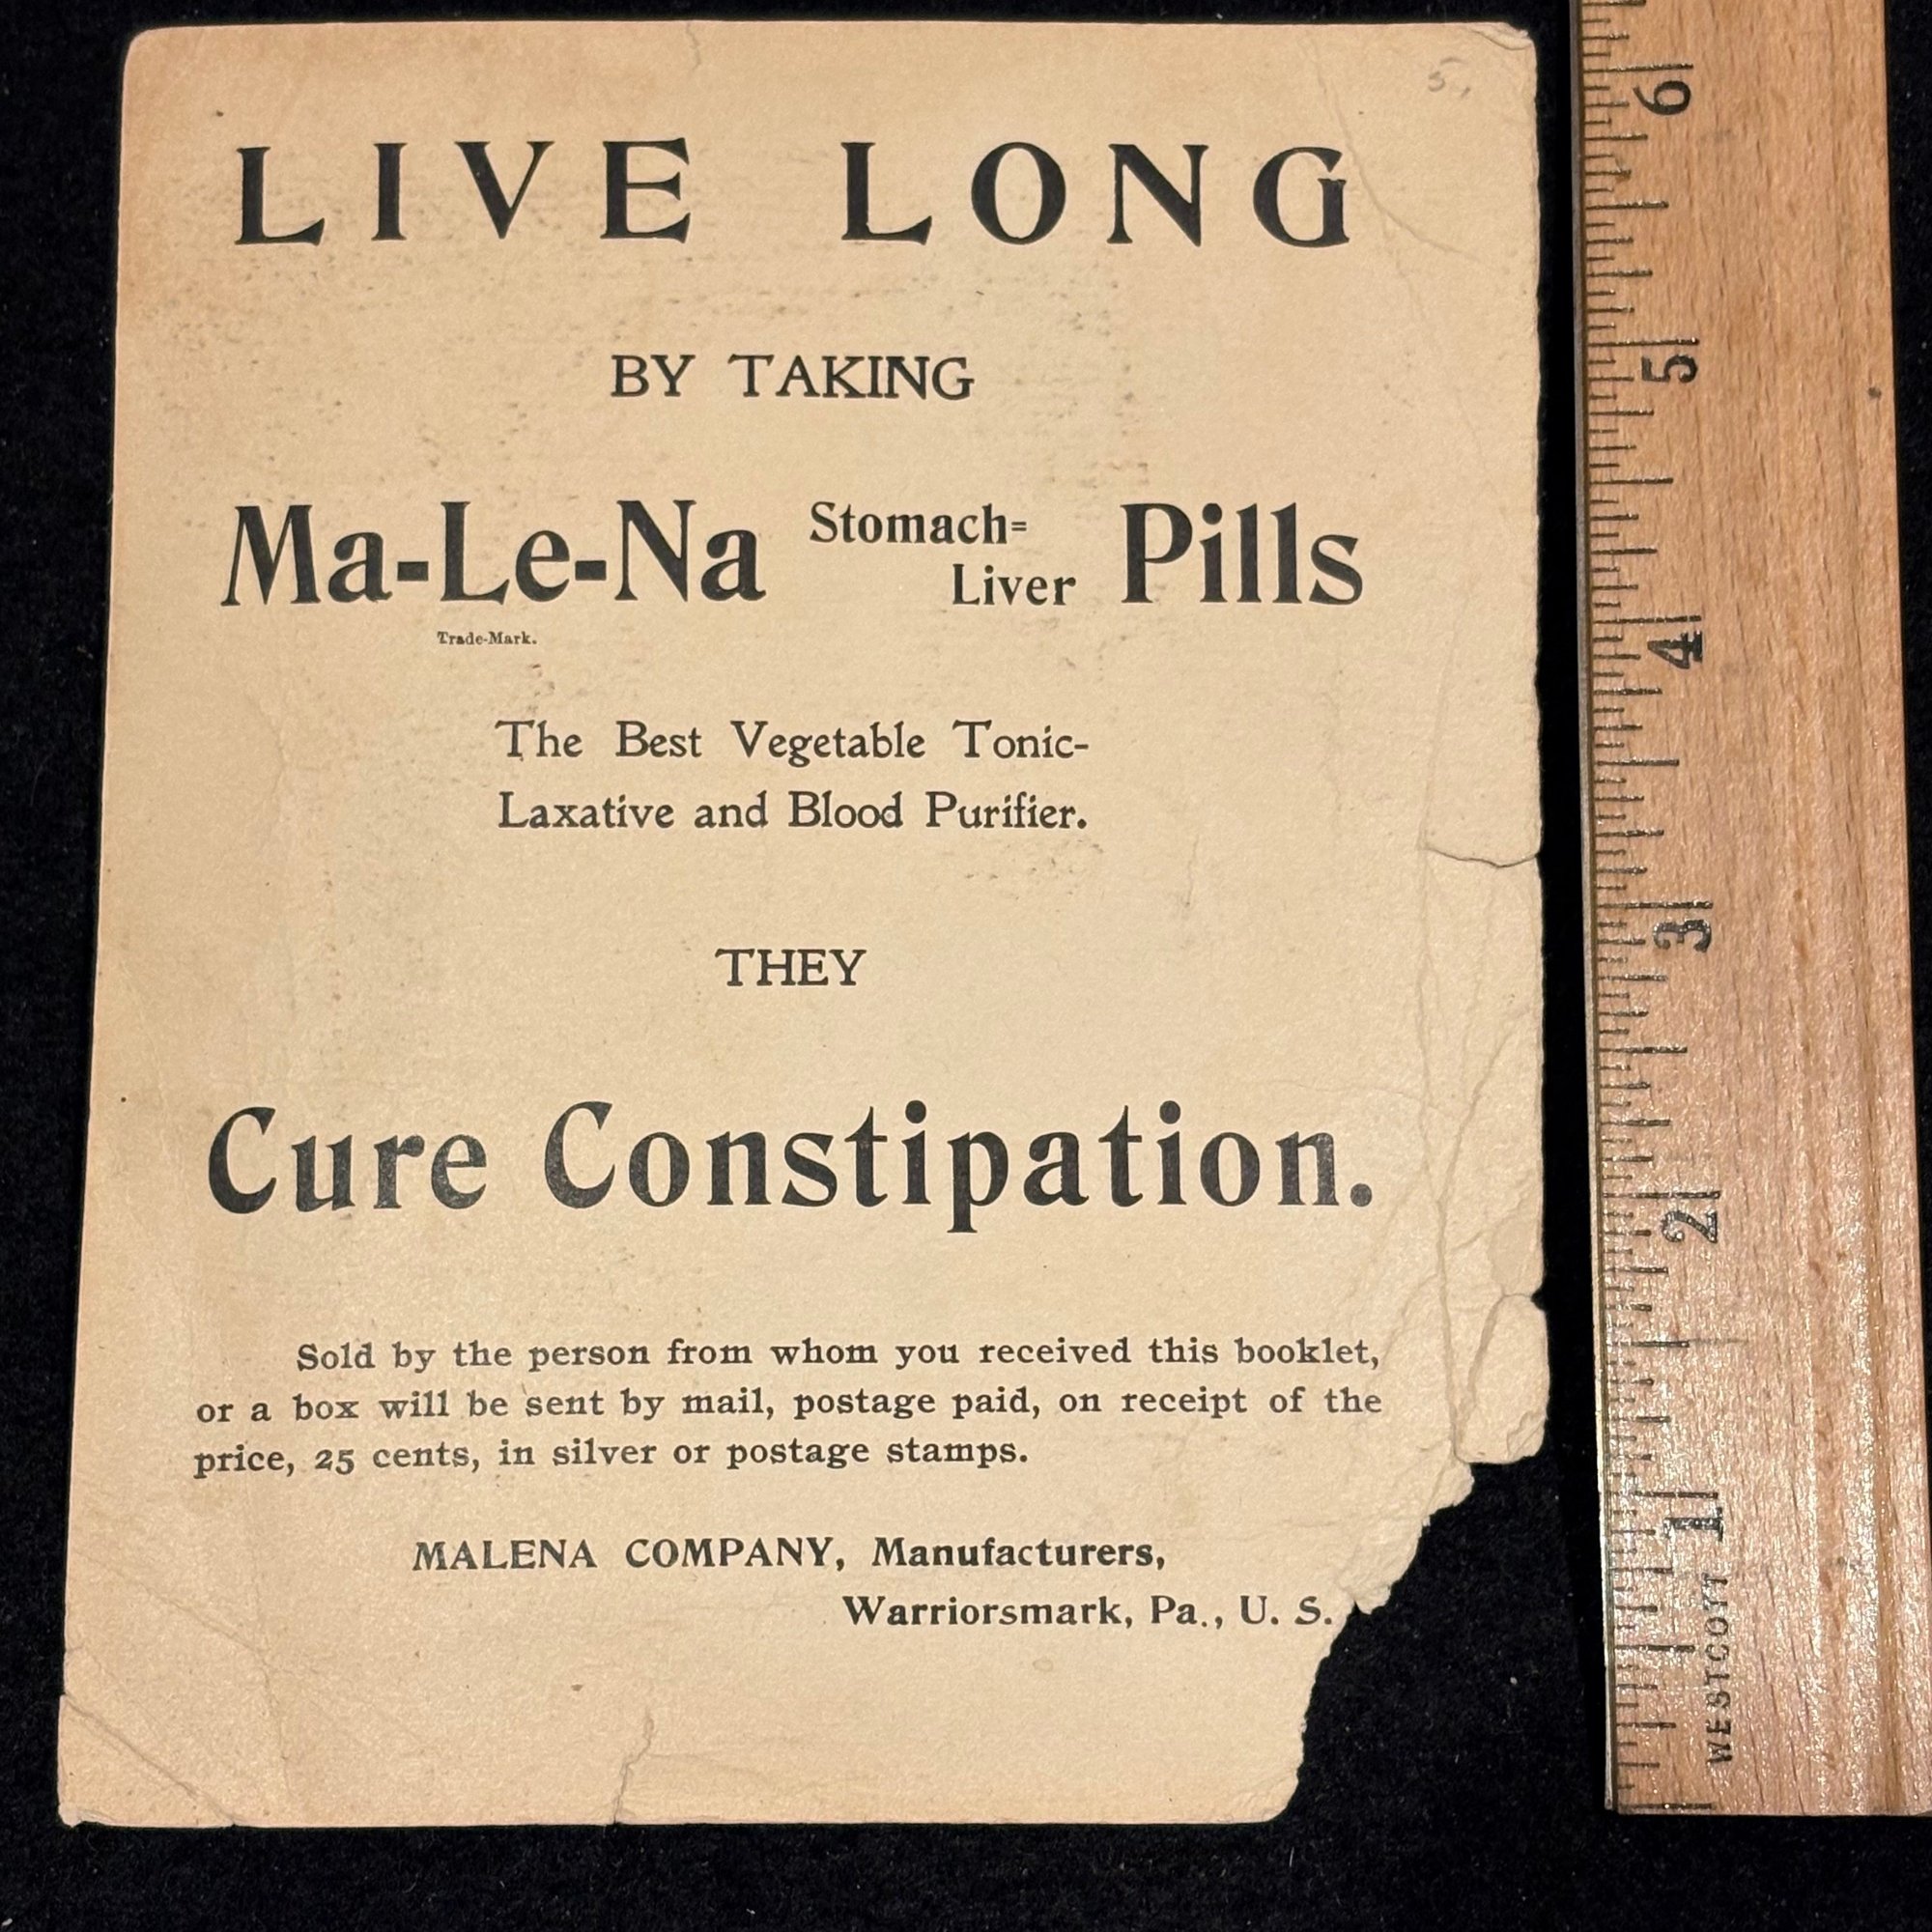 5.
LIVE LONG
BY TAKING
Ma-Le-Na Stomach=Liver Pills
Trade-Mark.
The Best Vegetable Tonic-
Laxative and Blood Purifier.
THEY
Cure Constipation.
Sold by the person from whom you received this booklet,
or a box will be sent by mail, postage paid, on receipt of the
price, 25 cents, in silver or postage stamps.
MALENA COMPANY, Manufacturers,
Warriorsmark, Pa., U. S.
6
5
4
3
2
1
WESTCOTT